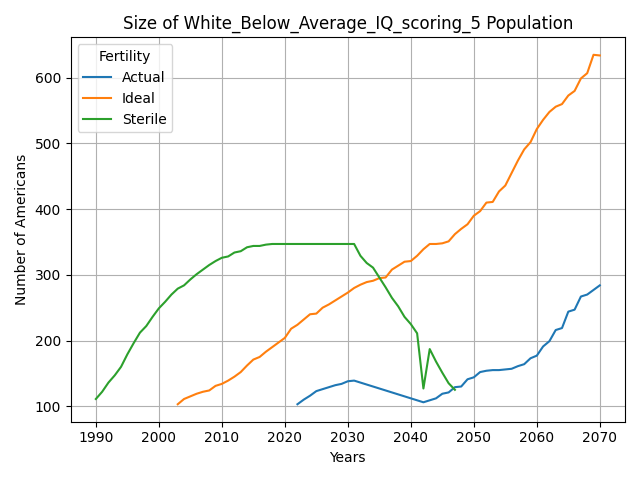 Size of White_Below_Average_IQ_scoring_5 Population
Fertility
Actual
Ideal
Sterile
Number of Americans
600
500
400
300
200
100
1990 2000 2010 2020 2030 2040 2050 2060 2070
Years